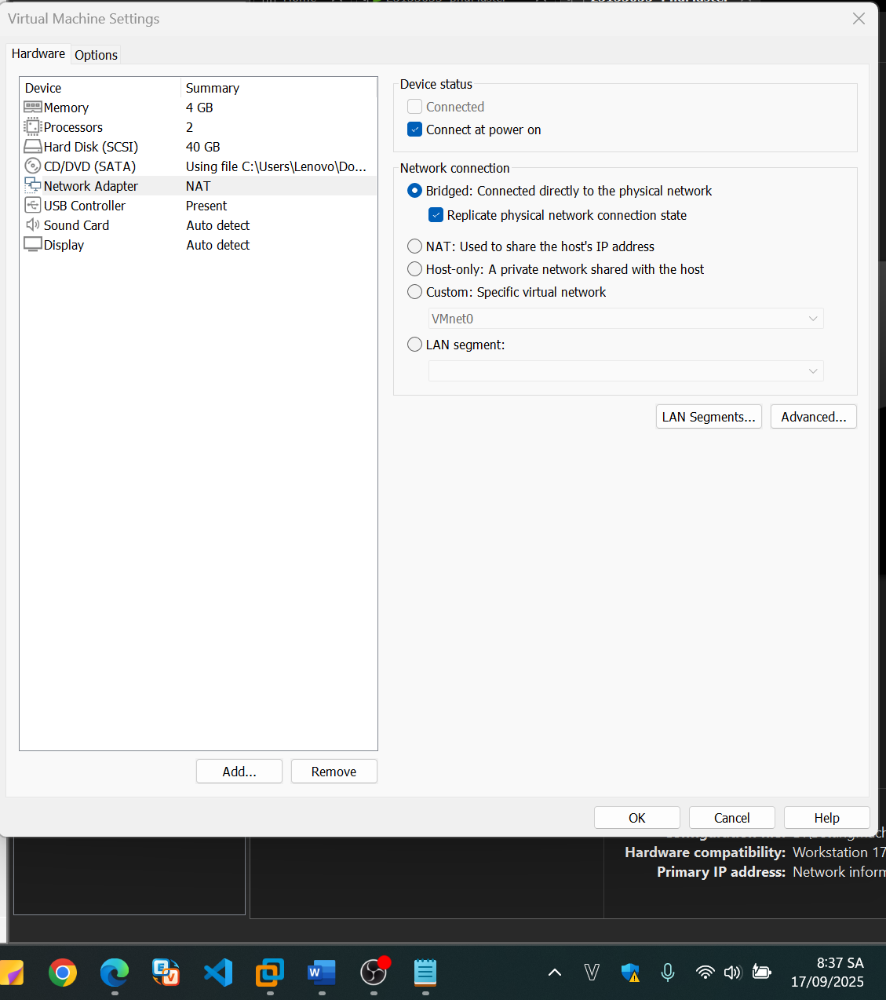 Virtual Machine Settings
Hardware Options
Device Summary
Memory 4 GB
Processors 2
Hard Disk (SCSI) 40 GB
CD/DVD (SATA) Using file C:\Users\Lenovo\Do...
Network Adapter NAT
USB Controller Present
Sound Card Auto detect
Display Auto detect
Add... Remove
Device status
Connected
Connect at power on
Network connection
Bridged: Connected directly to the physical network
Replicate physical network connection state
NAT: Used to share the host's IP address
Host-only: A private network shared with the host
Custom: Specific virtual network
VMnet0
LAN segment:
LAN Segments... Advanced...
OK Cancel Help
Hardware compatibility: Workstation 17
Primary IP address: Network inform
8:37 SA
17/09/2025